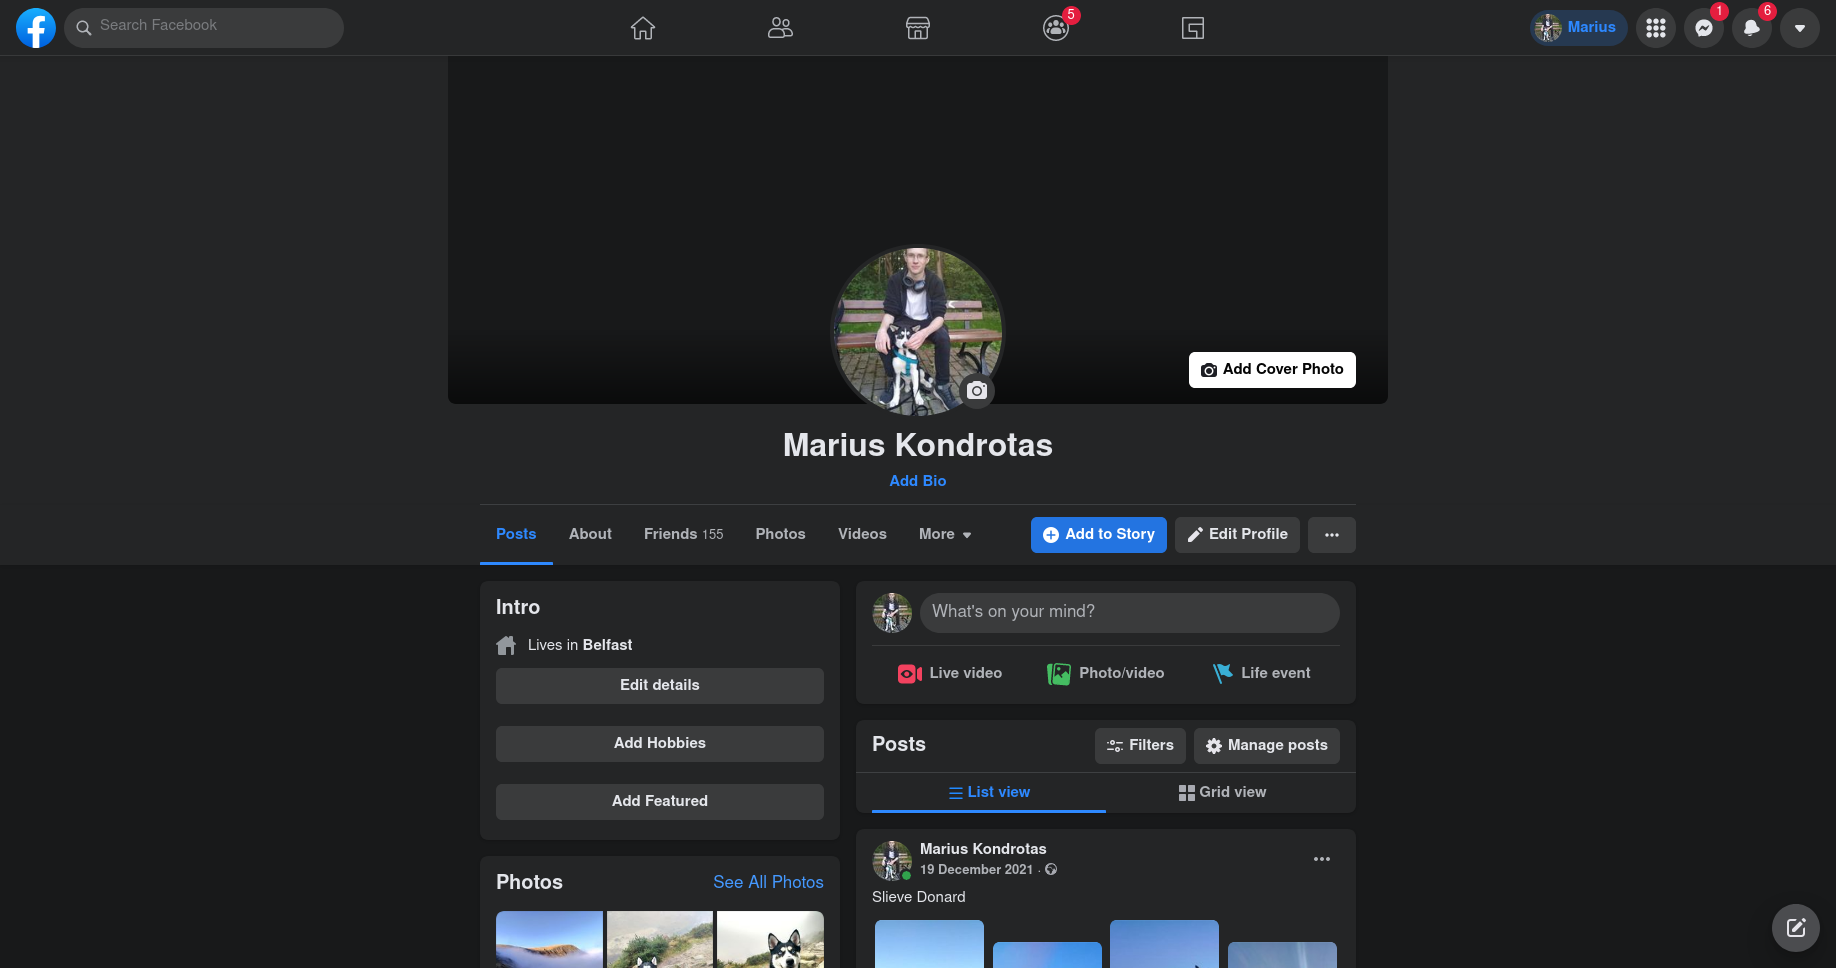 Search Facebook
5
Marius
1
6
Add Cover Photo
Marius Kondrotas
Add Bio
Posts
About
Friends 155
Photos
Videos
More
Add to Story
Edit Profile
Intro
Lives in Belfast
Edit details
Add Hobbies
Add Featured
Photos
See All Photos
What's on your mind?
Live video
Photo/video
Life event
Posts
Filters
Manage posts
List view
Grid view
Marius Kondrotas
19 December 2021 ·
Slieve Donard